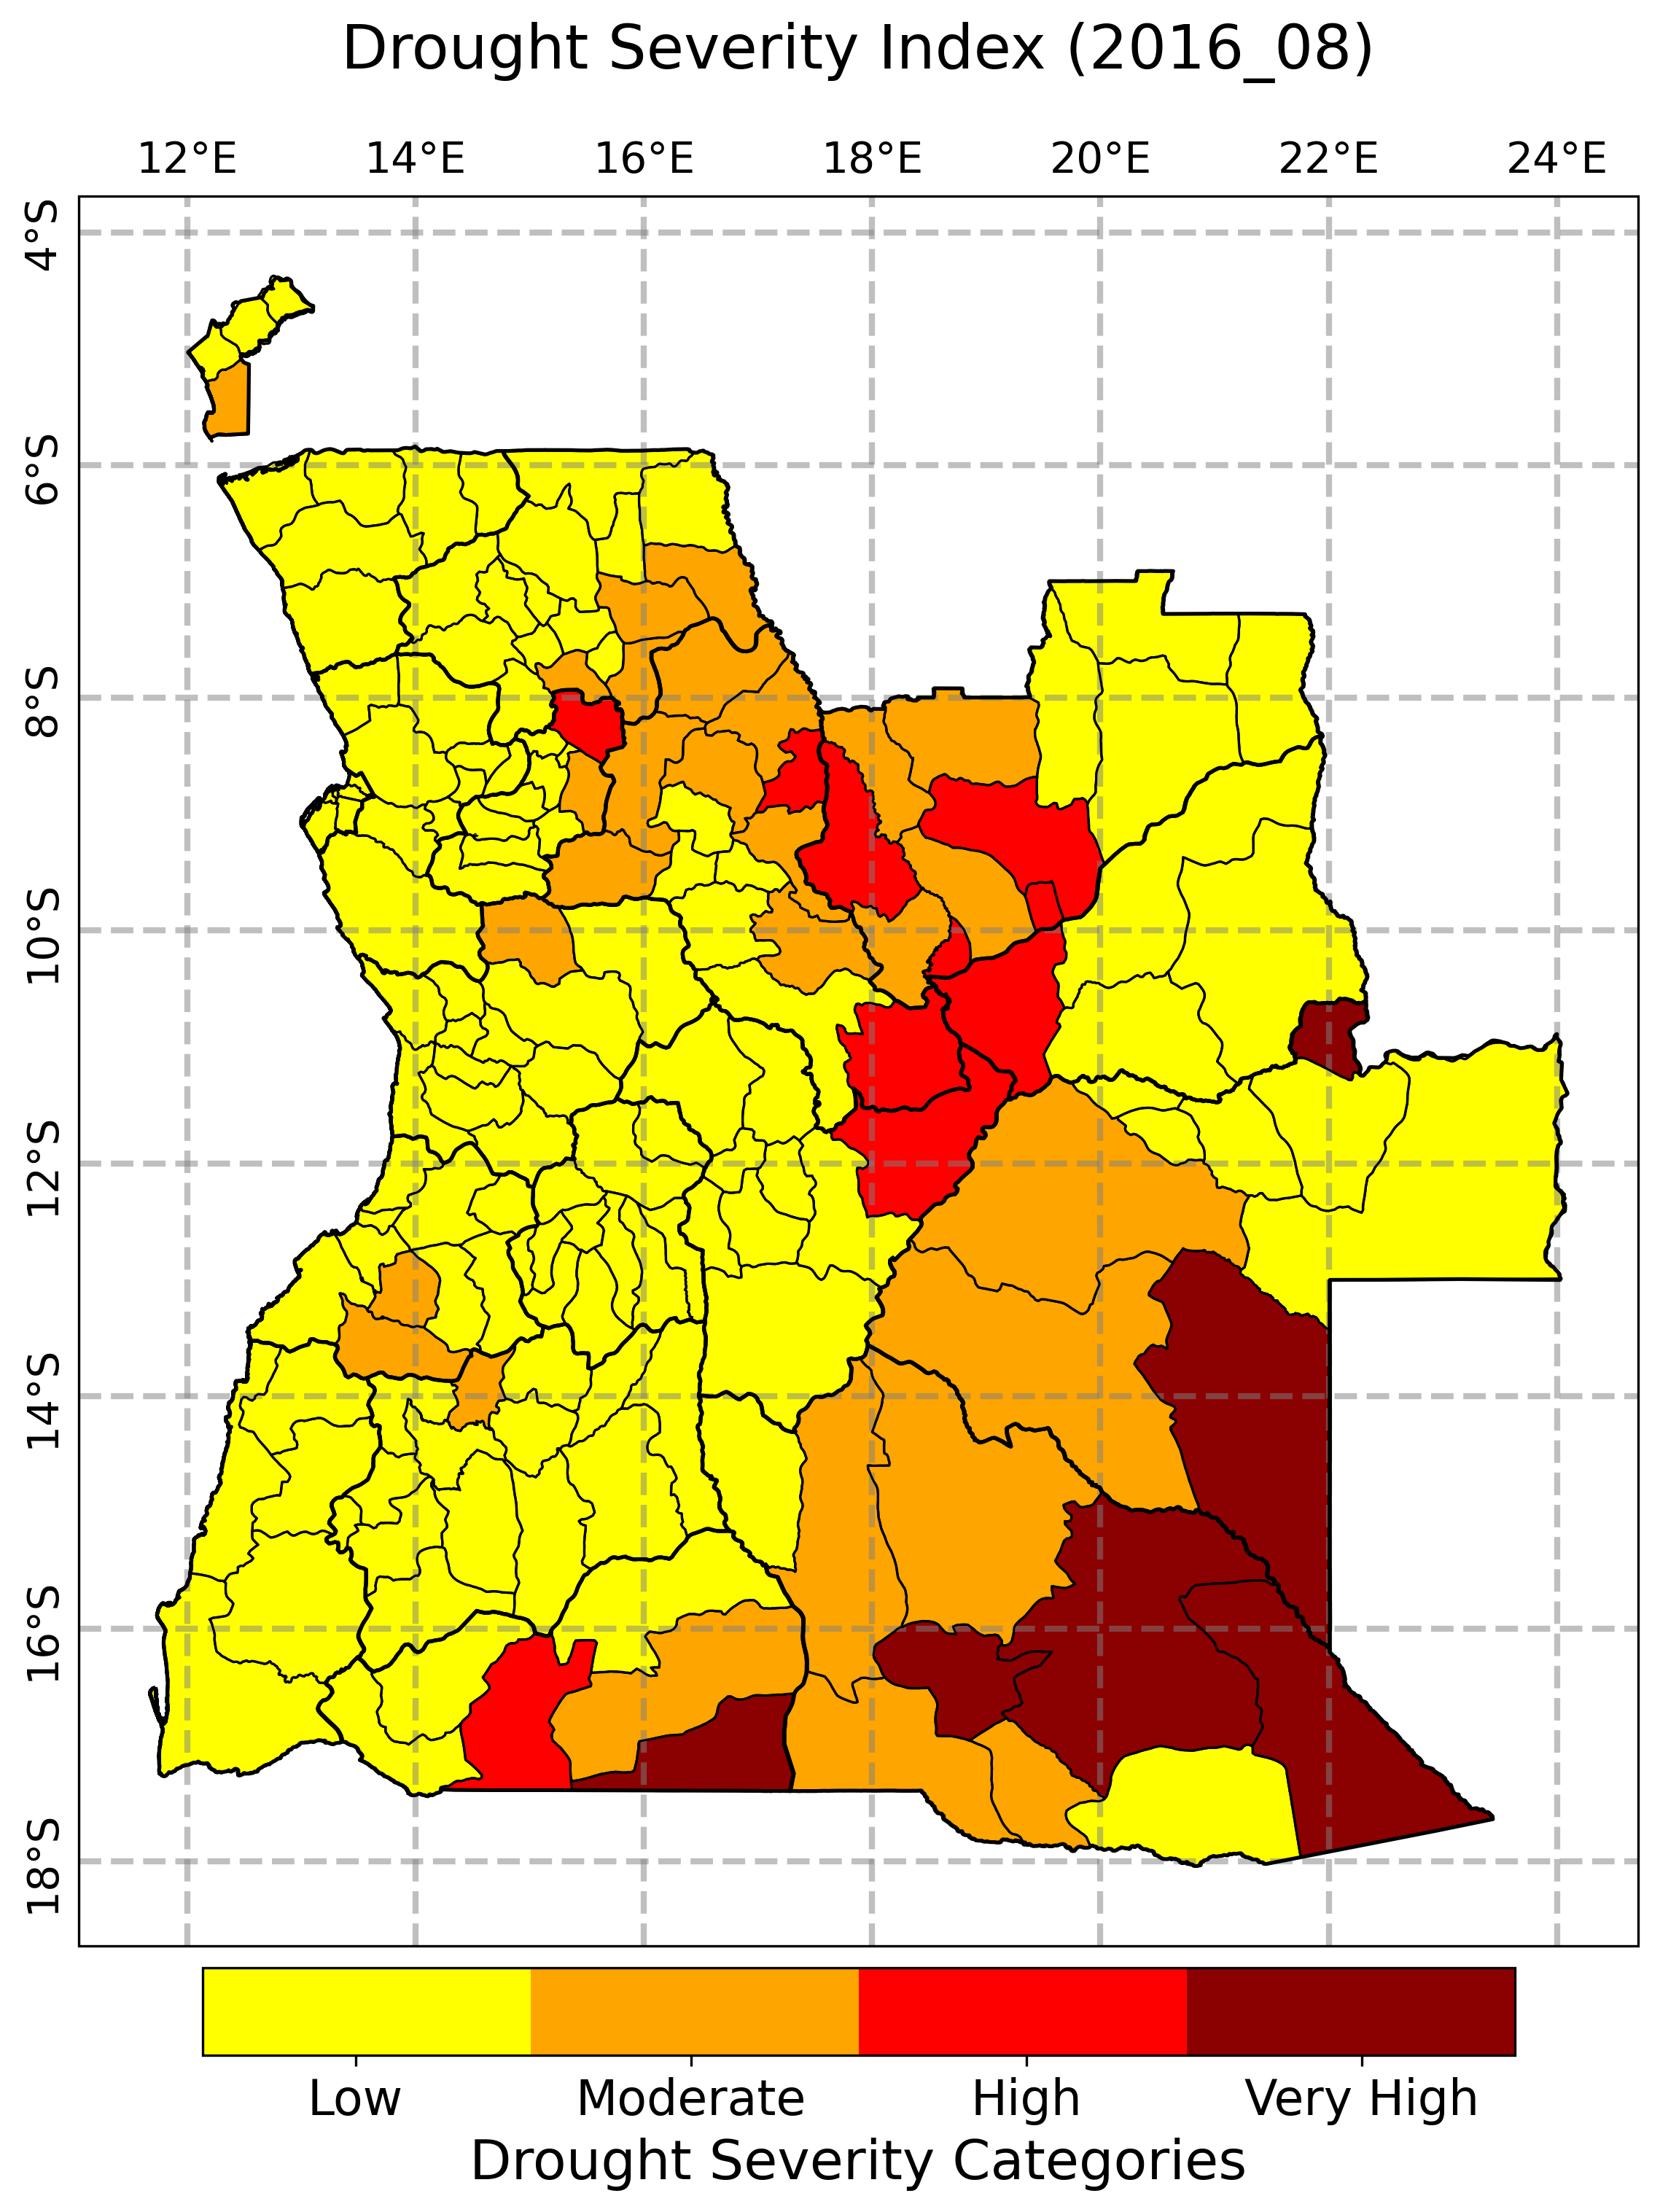 Drought Severity Index (2016_08)
12°E 14°E 16°E 18°E 20°E 22°E 24°E
4°S
6°S
8°S
10°S
12°S
14°S
16°S
18°S
Low Moderate High Very High
Drought Severity Categories